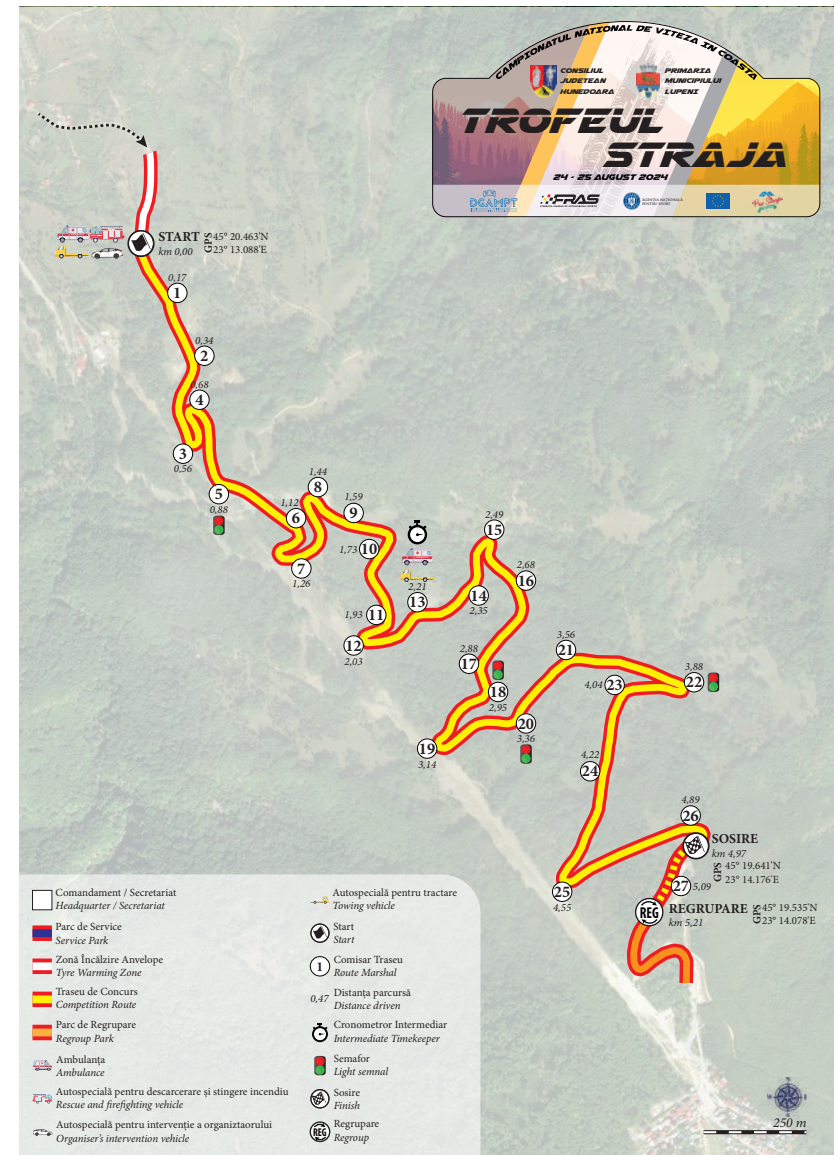 CAMPIONATUL NATIONAL DE VITEZA IN COASTA
CONSILIUL
JUDETEAN
HUNEDOARA
PRIMARIA
MUNICIPIULUI
LUPENI
TROFEUL
STRAJA
24 - 25 AUGUST 2024
DGAMPT
FRAS
AGENȚIA NAȚIONALĂ
PENTRU SPORT
START
km 0,00
GPS
45° 20.463'N
23° 13.088'E
0,17
1
0,34
2
0,68
4
3
0,56
5
0,88
1,12
6
1,44
8
7
1,26
1,59
9
1,73
10
1,93
11
12
2,03
2,21
13
14
2,35
2,49
15
2,68
16
2,88
17
18
2,95
19
3,14
20
3,36
3,56
21
3,88
22
4,04
23
4,22
24
25
4,55
4,89
26
SOSIRE
km 4,97
GPS
45° 19.641'N
23° 14.176'E
27
5,09
REG
REGRUPARE
km 5,21
GPS
45° 19.535'N
23° 14.078'E
Comandament / Secretariat
Headquarter / Secretariat
Parc de Service
Service Park
Zonă Încălzire Anvelope
Tyre Warming Zone
Traseu de Concurs
Competition Route
Parc de Regrupare
Regroup Park
Ambulanța
Ambulance
Autospecială pentru descarcerare și stingere incendiu
Rescue and firefighting vehicle
Autospecială pentru intervenție a organiztaorului
Organiser's intervention vehicle
Autospecială pentru tractare
Towing vehicle
Start
Start
1
Comisar Traseu
Route Marshal
0,47
Distanța parcursă
Distance driven
Cronometror Intermediar
Intermediate Timekeeper
Semafor
Light semnal
Sosire
Finish
REG
Regrupare
Regroup
250 m